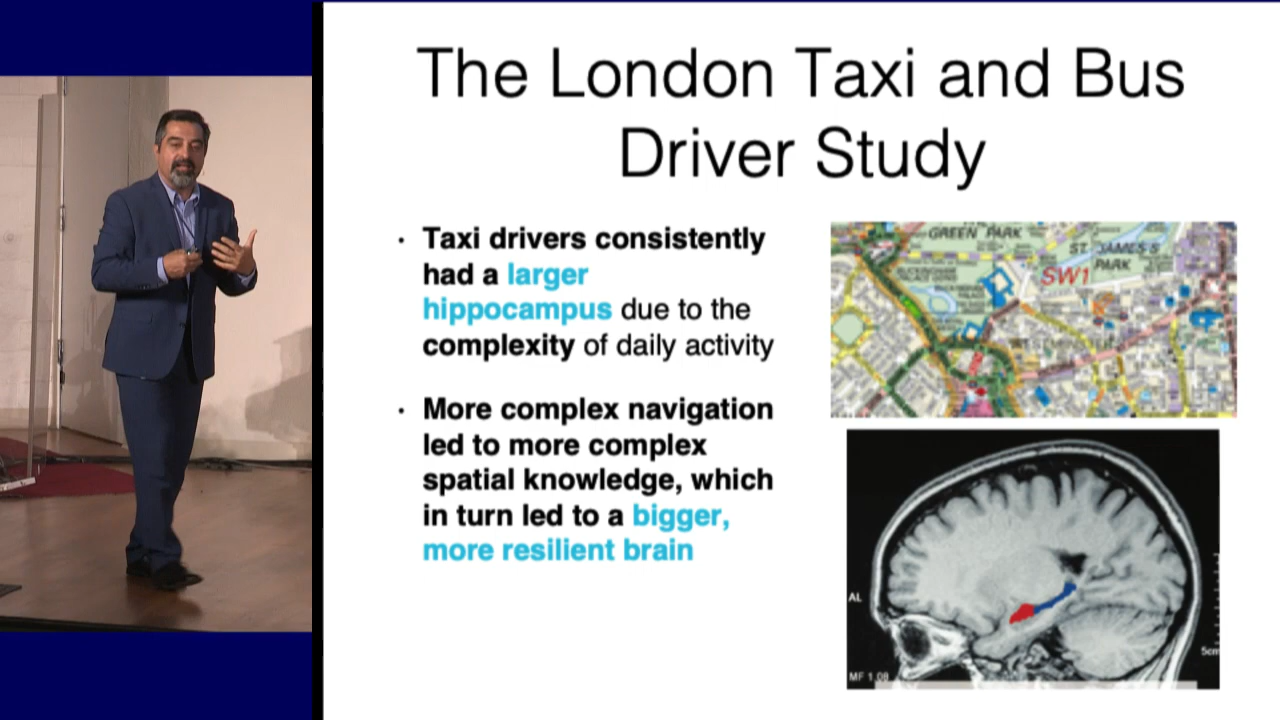 The London Taxi and Bus
Driver Study
· Taxi drivers consistently
had a larger
hippocampus due to the
complexity of daily activity
· More complex navigation
led to more complex
spatial knowledge, which
in turn led to a bigger,
more resilient brain
GREEN PARK
ST. JAMES'S
PARK
SW1
AL
5cm
MF 1.08